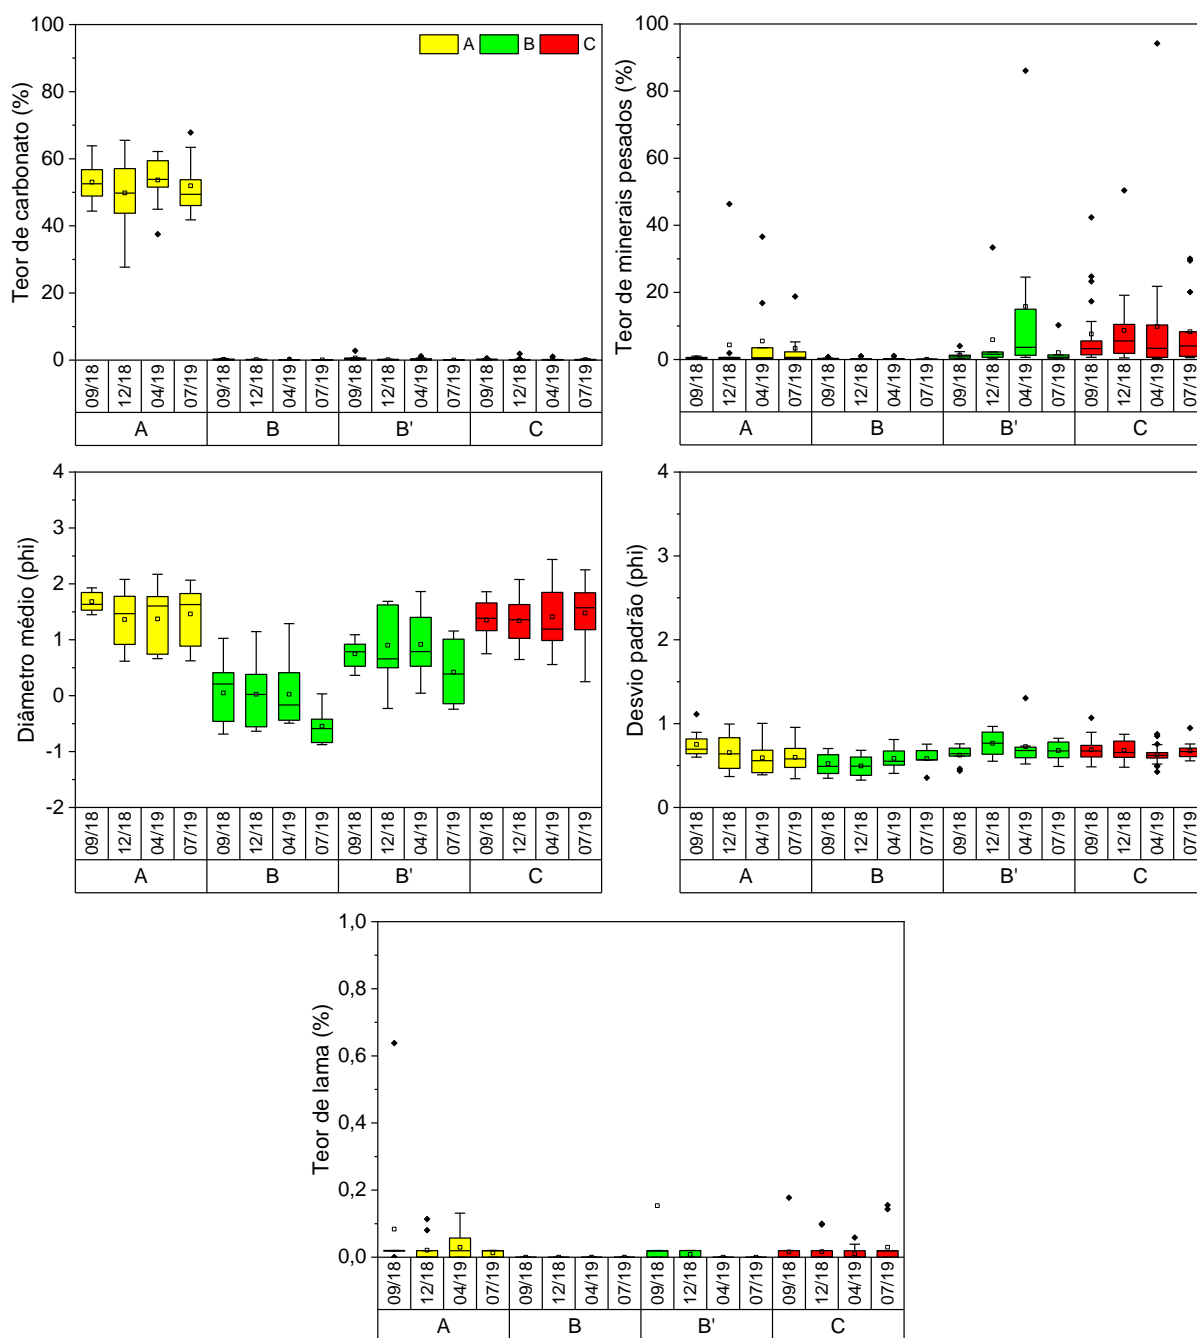 Teor de carbonato (%)
100
80
60
40
20
0
A B C
09/18 12/18 04/19 07/19 09/18 12/18 04/19 07/19 09/18 12/18 04/19 07/19 09/18 12/18 04/19 07/19
A B B' C
Teor de minerais pesados (%)
100
80
60
40
20
0
09/18 12/18 04/19 07/19 09/18 12/18 04/19 07/19 09/18 12/18 04/19 07/19 09/18 12/18 04/19 07/19
A B B' C
Diâmetro médio (phi)
4
3
2
1
0
-1
-2
09/18 12/18 04/19 07/19 09/18 12/18 04/19 07/19 09/18 12/18 04/19 07/19 09/18 12/18 04/19 07/19
A B B' C
Desvio padrão (phi)
4
3
2
1
0
09/18 12/18 04/19 07/19 09/18 12/18 04/19 07/19 09/18 12/18 04/19 07/19 09/18 12/18 04/19 07/19
A B B' C
Teor de lama (%)
1,0
0,8
0,6
0,4
0,2
0,0
09/18 12/18 04/19 07/19 09/18 12/18 04/19 07/19 09/18 12/18 04/19 07/19 09/18 12/18 04/19 07/19
A B B' C